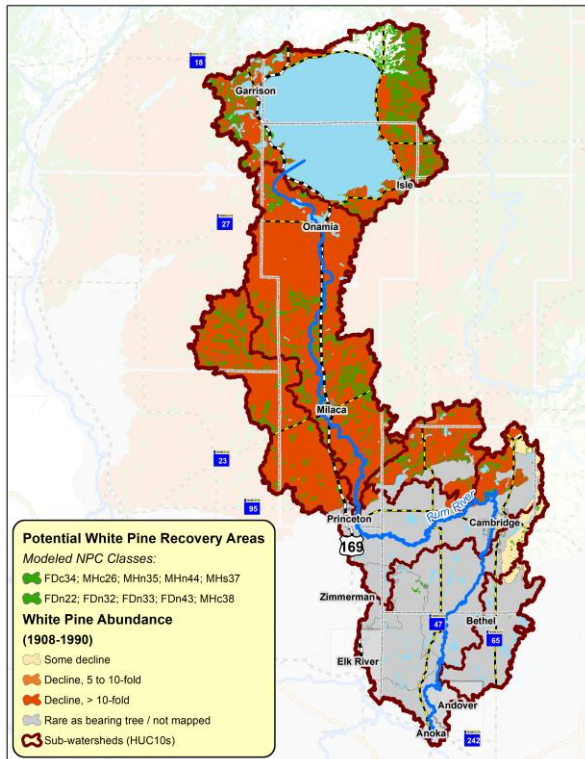 18
Garrison
Isle
27
Onamia
Milaca
23
95
Princeton
Rum River
Cambridge
169
Zimmerman
47
Bethel
65
Elk River
Andover
Anoka
242
Potential White Pine Recovery Areas
Modeled NPC Classes:
FDc34; MHc26; MHn35; MHn44; MHs37
FDn22; FDn32; FDn33; FDn43; MHc38
White Pine Abundance
(1908-1990)
Some decline
Decline, 5 to 10-fold
Decline, > 10-fold
Rare as bearing tree / not mapped
Sub-watersheds (HUC10s)